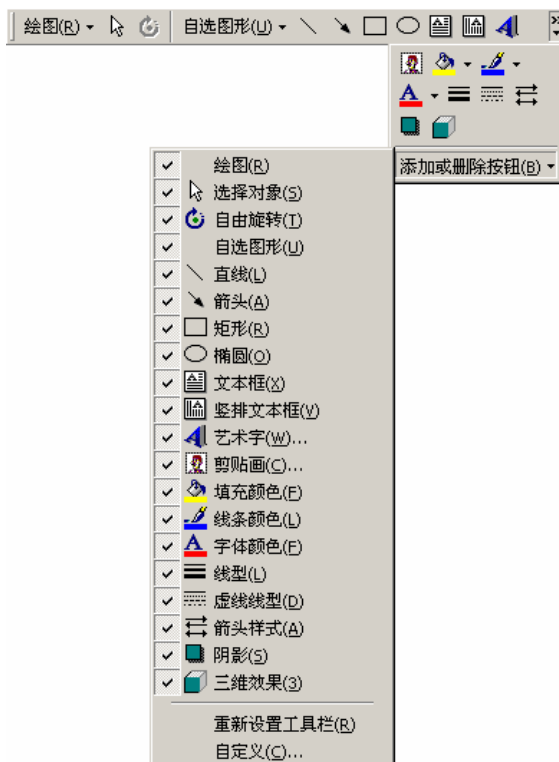 绘图(R) 自选图形(U)
添加或删除按钮(B)
绘图(R)
选择对象(S)
自由旋转(T)
自选图形(U)
直线(L)
箭头(A)
矩形(R)
椭圆(O)
文本框(X)
竖排文本框(V)
艺术字(W)...
剪贴画(C)...
填充颜色(F)
线条颜色(L)
字体颜色(F)
线型(L)
虚线线型(D)
箭头样式(A)
阴影(S)
三维效果(3)
重新设置工具栏(R)
自定义(C)...